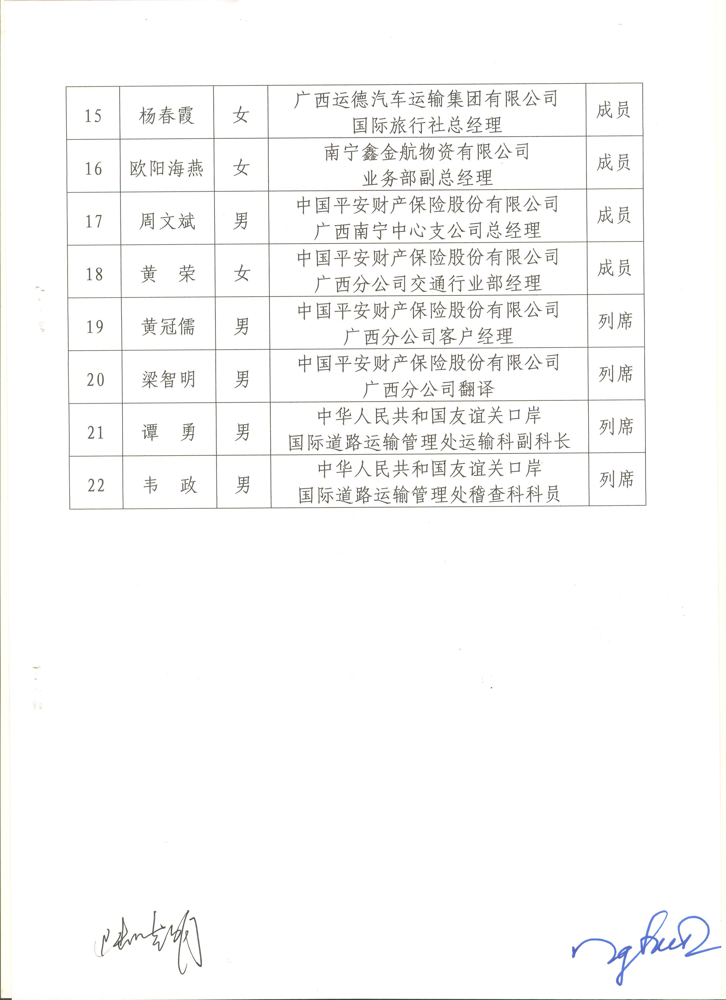 15 杨春霞 女 广西运德汽车运输集团有限公司 成员
国际旅行社总经理
16 欧阳海燕 女 南宁鑫金航物资有限公司 成员
业务部副总经理
17 周文斌 男 中国平安财产保险股份有限公司 成员
广西南宁中心支公司总经理
18 黄 荣 女 中国平安财产保险股份有限公司 成员
广西分公司交通行业部经理
19 黄冠儒 男 中国平安财产保险股份有限公司 列席
广西分公司客户经理
20 梁智明 男 中国平安财产保险股份有限公司 列席
广西分公司翻译
21 谭 勇 男 中华人民共和国友谊关口岸 列席
国际道路运输管理处运输科副科长
22 韦 政 男 中华人民共和国友谊关口岸 列席
国际道路运输管理处稽查科科员